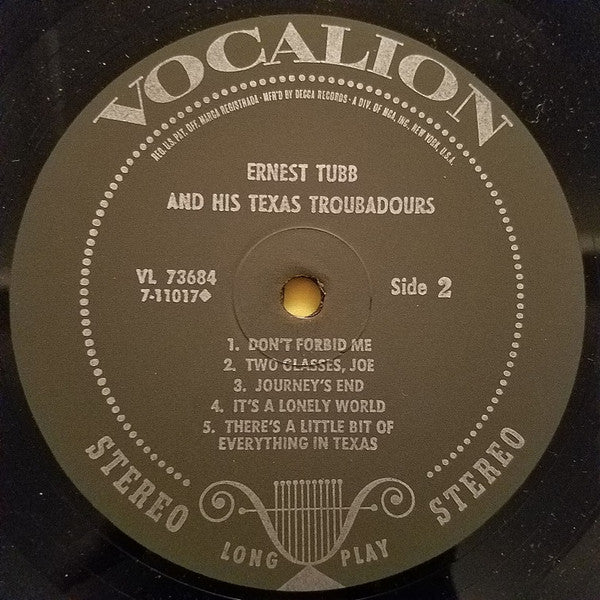 VOCALION
REG. U.S. PAT. OFF. MARCA REGISTRADA • MFR'D BY DECCA RECORDS • A DIV. OF MCA, INC., NEW YORK, U.S.A.
ERNEST TUBB
AND HIS TEXAS TROUBADOURS
VL 73684
7-11017◆
Side 2
1. DON'T FORBID ME
2. TWO GLASSES, JOE
3. JOURNEY'S END
4. IT'S A LONELY WORLD
5. THERE'S A LITTLE BIT OF
EVERYTHING IN TEXAS
STEREO
LONG PLAY
STEREO